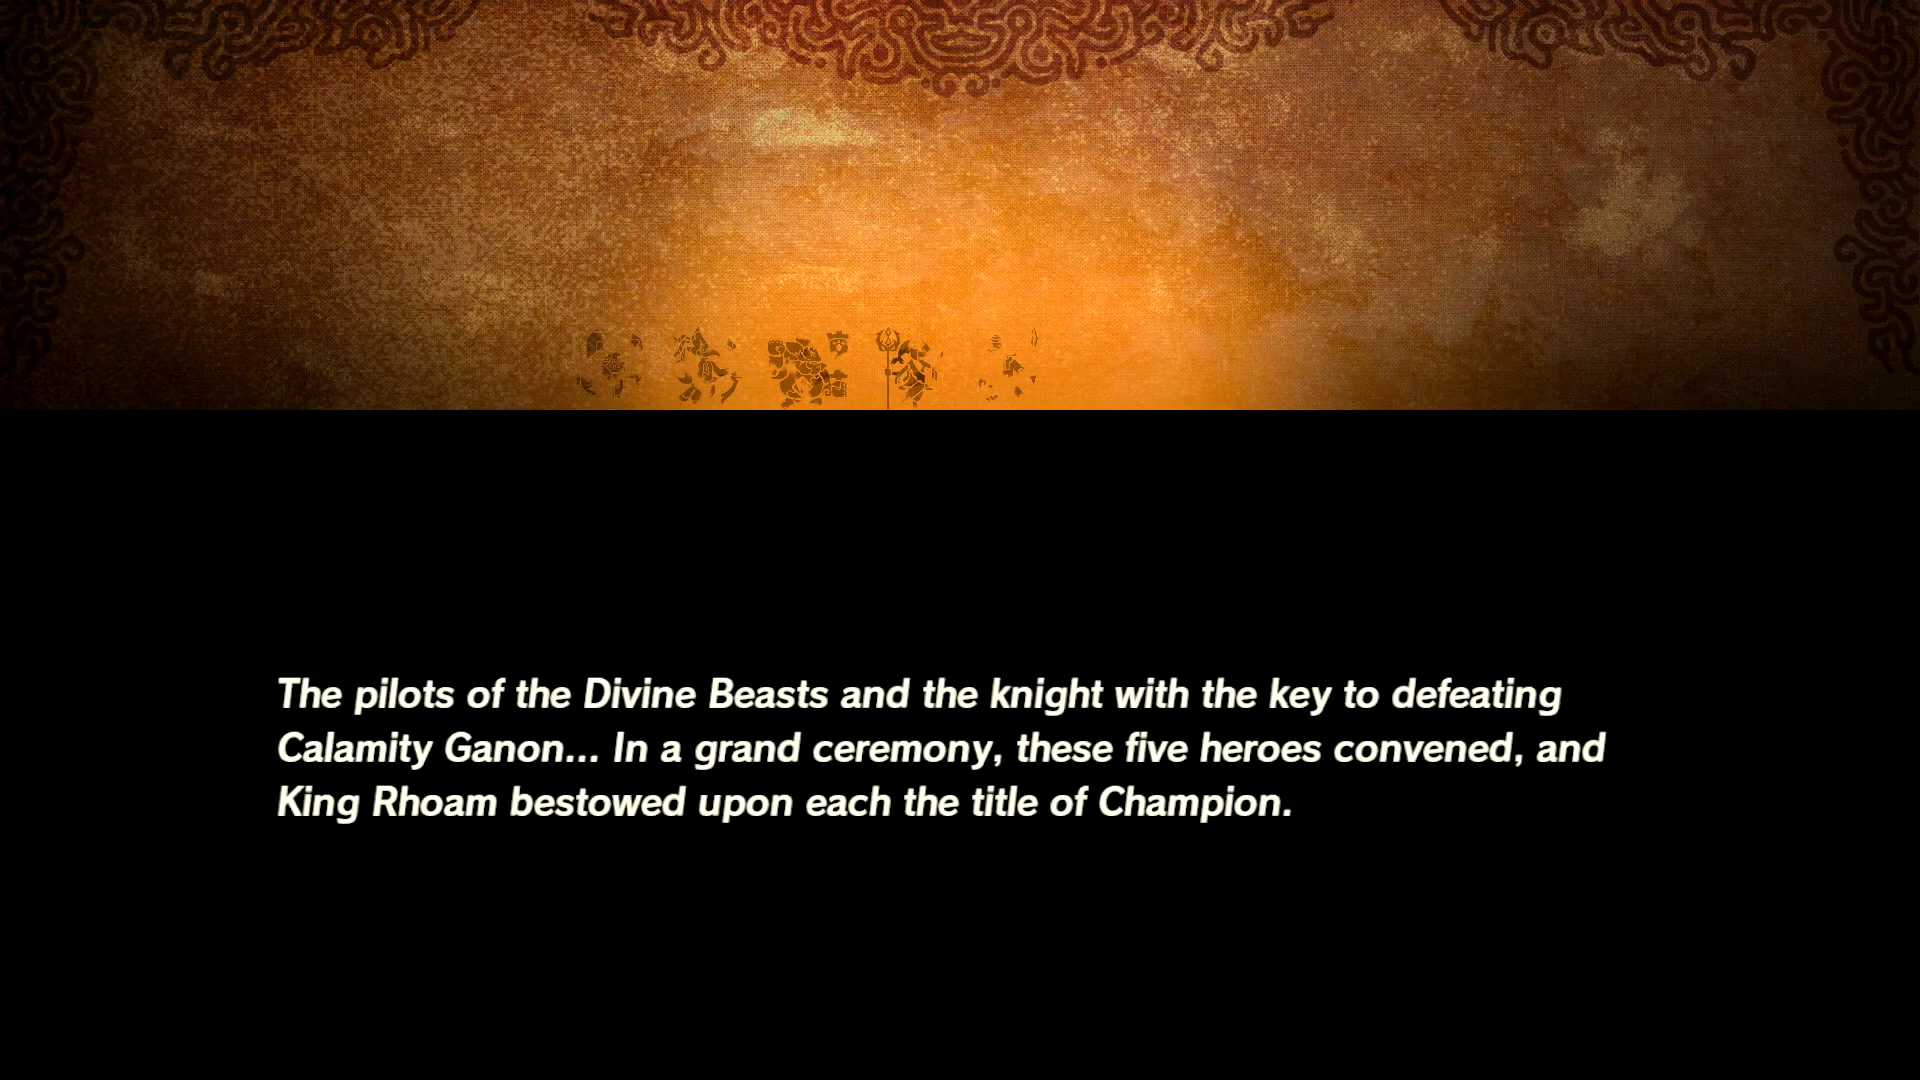 The pilots of the Divine Beasts and the knight with the key to defeating
Calamity Ganon... In a grand ceremony, these five heroes convened, and
King Rhoam bestowed upon each the title of Champion.